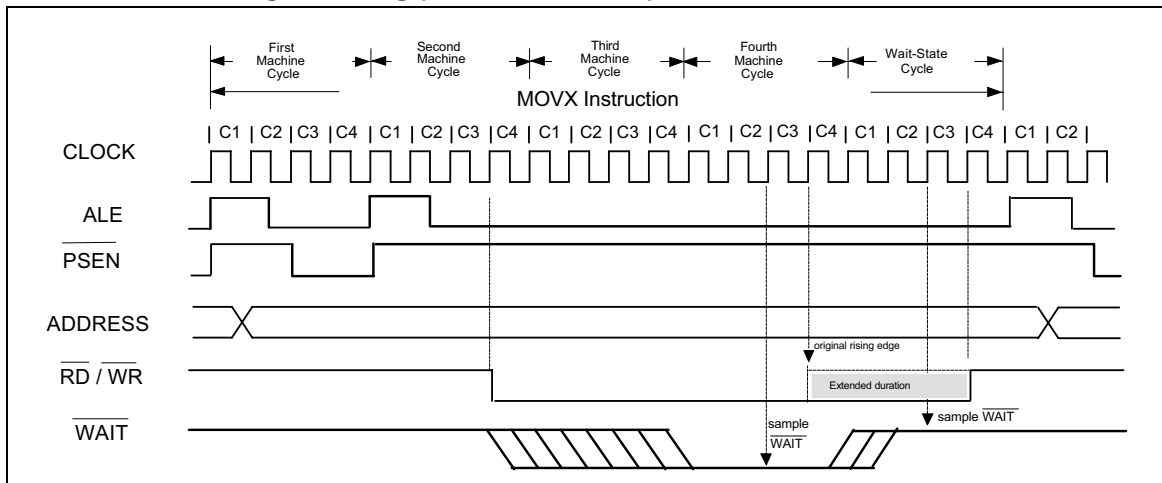 First Machine Cycle
Second Machine Cycle
Third Machine Cycle
Fourth Machine Cycle
Wait-State Cycle
MOVX Instruction
| C1 | C2 | C3 | C4 | C1 | C2 | C3 | C4 | C1 | C2 | C3 | C4 | C1 | C2 | C3 | C4 | C1 | C2 | C3 | C4 | C1 | C2 |
CLOCK
ALE
PSEN
ADDRESS
original rising edge
RD / WR
Extended duration
WAIT
sample WAIT
sample WAIT